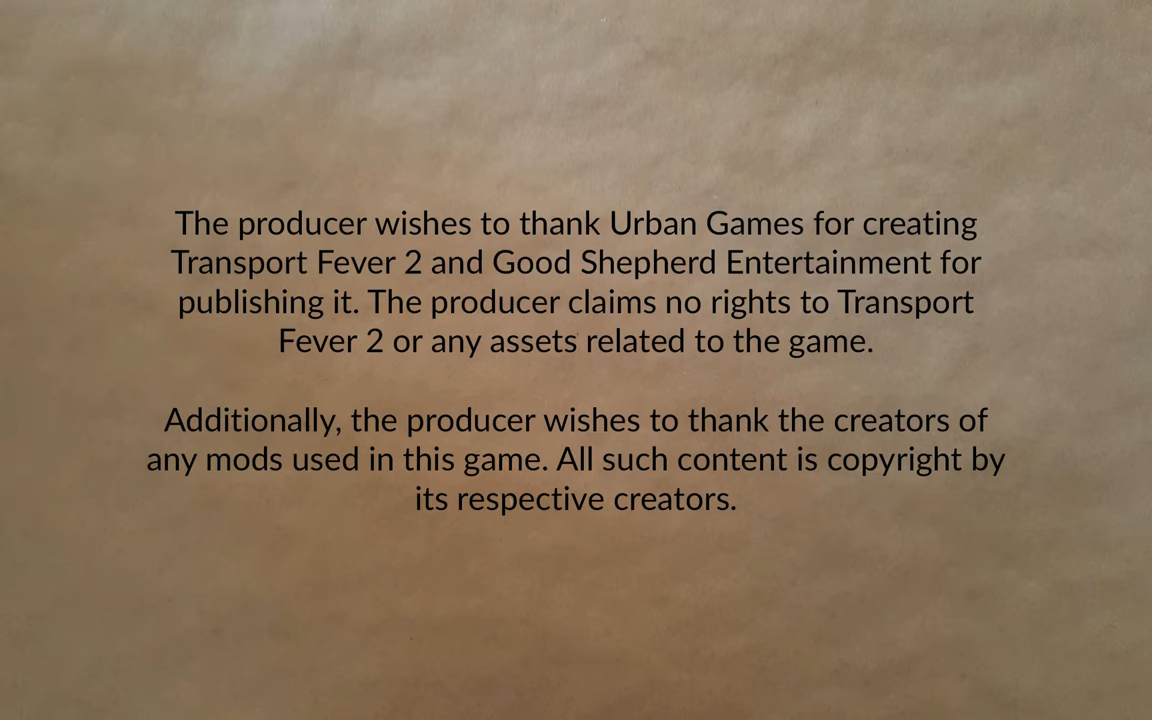 The producer wishes to thank Urban Games for creating
Transport Fever 2 and Good Shepherd Entertainment for
publishing it. The producer claims no rights to Transport
Fever 2 or any assets related to the game.
Additionally, the producer wishes to thank the creators of
any mods used in this game. All such content is copyright by
its respective creators.